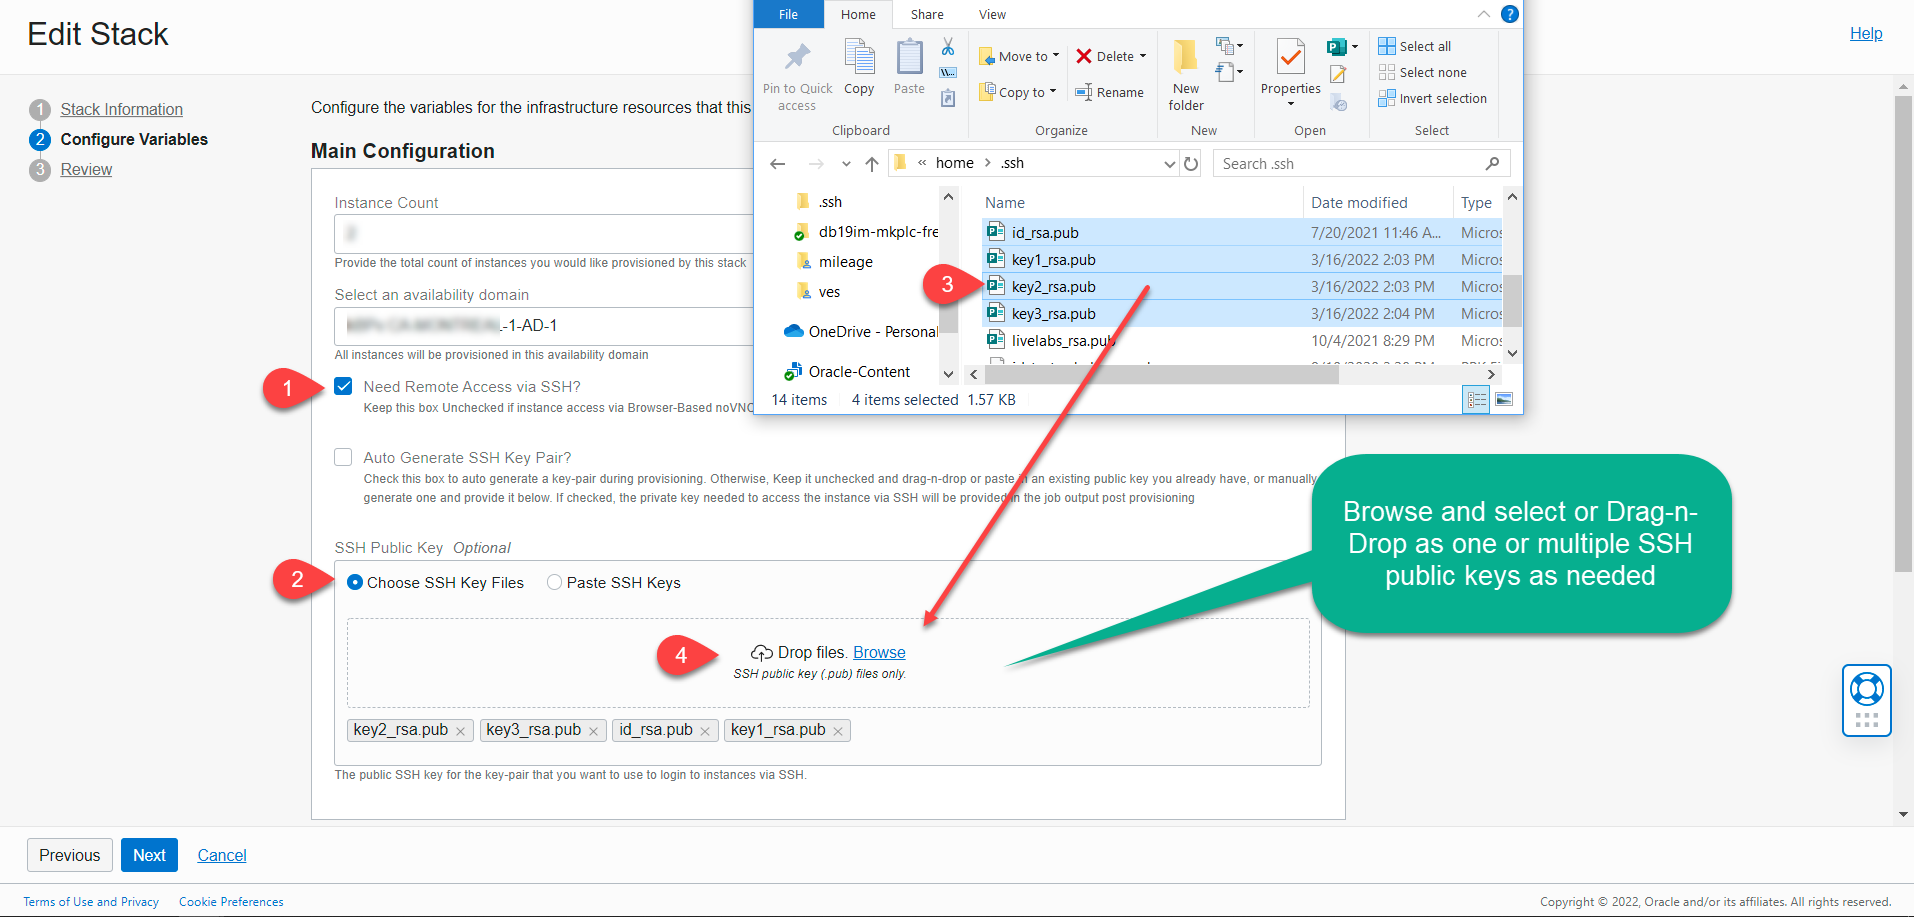 Edit Stack
Help
1 Stack Information
2 Configure Variables
3 Review
Configure the variables for the infrastructure resources that this
Main Configuration
Instance Count
Provide the total count of instances you would like provisioned by this stack
Select an availability domain
-1-AD-1
All instances will be provisioned in this availability domain
1
Need Remote Access via SSH?
Keep this box Unchecked if instance access via Browser-Based noVNC
Auto Generate SSH Key Pair?
Check this box to auto generate a key-pair during provisioning. Otherwise, Keep it unchecked and drag-n-drop or paste in an existing public key you already have, or manually
generate one and provide it below. If checked, the private key needed to access the instance via SSH will be provided in the job output post provisioning
SSH Public Key Optional
2
Choose SSH Key Files Paste SSH Keys
4
Drop files. Browse
SSH public key (.pub) files only.
key2_rsa.pub key3_rsa.pub id_rsa.pub key1_rsa.pub
The public SSH key for the key-pair that you want to use to login to instances via SSH.
File Home Share View
Pin to Quick
access
Copy
Paste
W...
Clipboard
Move to
Copy to
Delete
Rename
Organize
New
folder
New
Properties
Open
Select all
Select none
Invert selection
Select
« home > .ssh
Search .ssh
.ssh
db19im-mkplc-fre
mileage
ves
OneDrive - Personal
Oracle-Content
Name Date modified Type
id_rsa.pub 7/20/2021 11:46 A... Micros
key1_rsa.pub 3/16/2022 2:03 PM Micros
3
key2_rsa.pub 3/16/2022 2:03 PM Micros
key3_rsa.pub 3/16/2022 2:04 PM Micros
livelabs_rsa.pub 10/4/2021 8:29 PM Micros
14 items 4 items selected 1.57 KB
Browse and select or Drag-n-
Drop as one or multiple SSH
public keys as needed
Previous Next Cancel
Terms of Use and Privacy Cookie Preferences
Copyright © 2022, Oracle and/or its affiliates. All rights reserved.